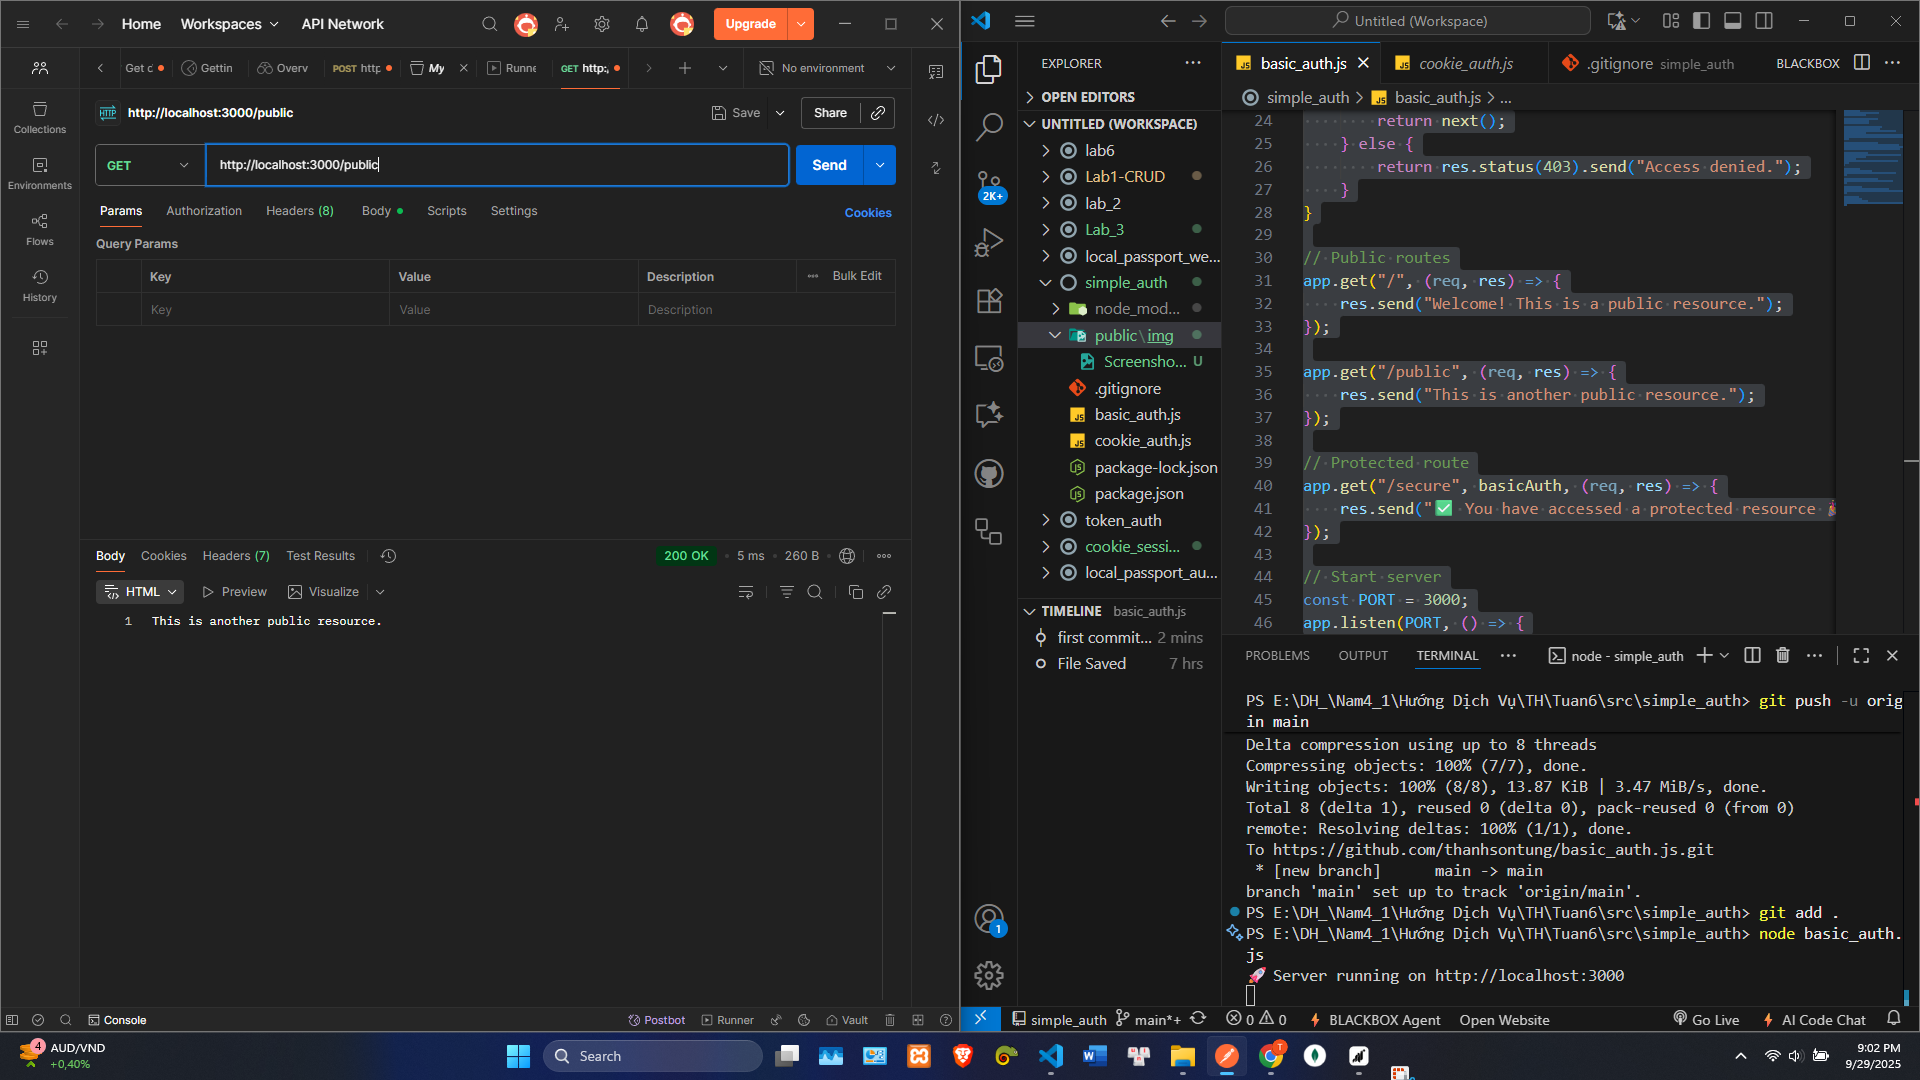 Home
Workspaces
API Network
Upgrade
Get c
Gettin
Overv
POST http
My
Runne
GET http:
No environment
HTTP
http://localhost:3000/public
Save
Share
GET
http://localhost:3000/public
Send
Params
Authorization
Headers (8)
Body
Scripts
Settings
Cookies
Query Params
Key
Value
Description
Bulk Edit
Key
Value
Description
Collections
Environments
Flows
History
Body
Cookies
Headers (7)
Test Results
200 OK
5 ms
260 B
HTML
Preview
Visualize
1
This is another public resource.
Console
Postbot
Runner
Vault
Untitled (Workspace)
EXPLORER
OPEN EDITORS
UNTITLED (WORKSPACE)
lab6
Lab1-CRUD
lab_2
Lab_3
local_passport_we...
simple_auth
node_mod...
public\img
Screensho... U
.gitignore
JS basic_auth.js
JS cookie_auth.js
package-lock.json
package.json
token_auth
cookie_sessi...
local_passport_au...
TIMELINE basic_auth.js
first commit... 2 mins
File Saved 7 hrs
2K+
1
JS basic_auth.js
JS cookie_auth.js
.gitignore simple_auth
BLACKBOX
simple_auth > JS basic_auth.js > ...
24 return next();
25 } else {
26 return res.status(403).send("Access denied.");
27 }
28 }
29
30 // Public routes
31 app.get("/", (req, res) => {
32 res.send("Welcome! This is a public resource.");
33 });
34
35 app.get("/public", (req, res) => {
36 res.send("This is another public resource.");
37 });
38
39 // Protected route
40 app.get("/secure", basicAuth, (req, res) => {
41 res.send("✅ You have accessed a protected resource 🎉
42 });
43
44 // Start server
45 const PORT = 3000;
46 app.listen(PORT, () => {
PROBLEMS
OUTPUT
TERMINAL
node - simple_auth
PS E:\DH_\Nam4_1\Hướng Dịch Vụ\TH\Tuan6\src\simple_auth> git push -u orig
in main
Delta compression using up to 8 threads
Compressing objects: 100% (7/7), done.
Writing objects: 100% (8/8), 13.87 KiB | 3.47 MiB/s, done.
Total 8 (delta 1), reused 0 (delta 0), pack-reused 0 (from 0)
remote: Resolving deltas: 100% (1/1), done.
To https://github.com/thanhsontung/basic_auth.js.git
* [new branch] main -> main
branch 'main' set up to track 'origin/main'.
PS E:\DH_\Nam4_1\Hướng Dịch Vụ\TH\Tuan6\src\simple_auth> git add .
PS E:\DH_\Nam4_1\Hướng Dịch Vụ\TH\Tuan6\src\simple_auth> node basic_auth.
js
🚀 Server running on http://localhost:3000
simple_auth
main*+
0
0
BLACKBOX Agent
Open Website
Go Live
AI Code Chat
4
AUD/VND
+0,40%
Search
W
T
9:02 PM
9/29/2025